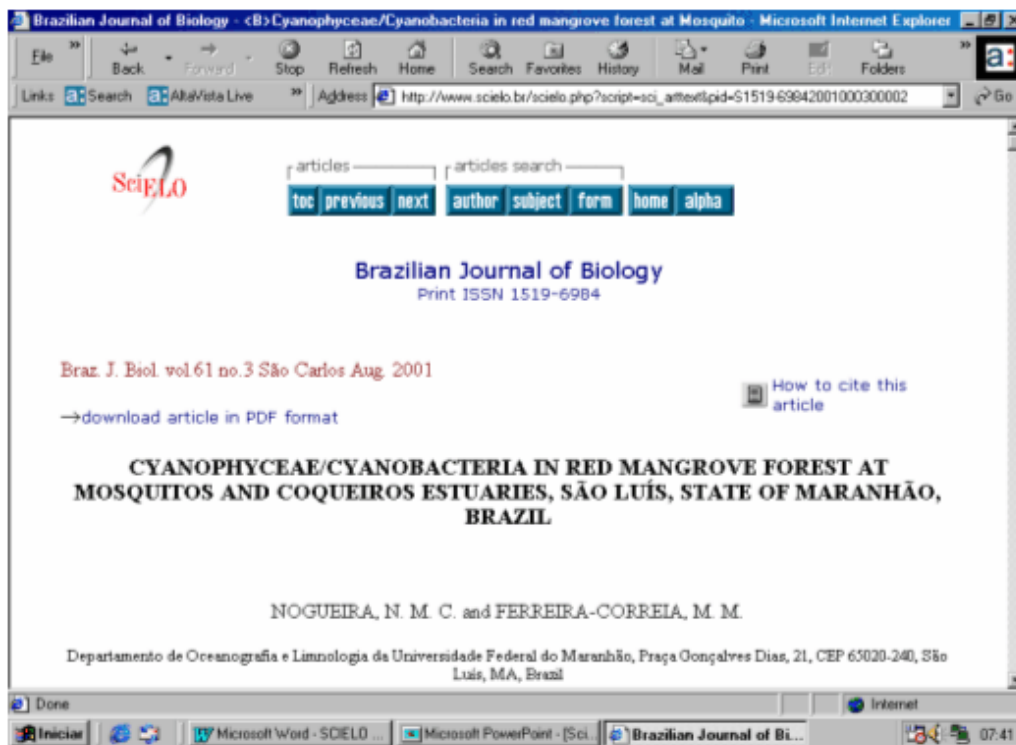 Brazilian Journal of Biology - <B>Cyanophyceae/Cyanobacteria in red mangrove forest at Mosquito - Microsoft Internet Explorer
File » Back Forward Stop Refresh Home Search Favorites History Mail Print Edit Folders » a:
Links a: Search a: AltaVista Live » Address http://www.scielo.br/scielo.php?script=sci_arttext&pid=S1519-69842001000300002 Go
SciELO
articles articles search
toc previous next author subject form home alpha
Brazilian Journal of Biology
Print ISSN 1519-6984
Braz. J. Biol. vol.61 no.3 São Carlos Aug. 2001
How to cite this
article
→download article in PDF format
CYANOPHYCEAE/CYANOBACTERIA IN RED MANGROVE FOREST AT
MOSQUITOS AND COQUEIROS ESTUARIES, SÃO LUÍS, STATE OF MARANHÃO,
BRAZIL
NOGUEIRA, N. M. C. and FERREIRA-CORREIA, M. M.
Departamento de Oceanografia e Limnologia da Universidade Federal do Maranhão, Praça Gonçalves Dias, 21, CEP 65020-240, São
Luís, MA, Brazil
Done Internet
Iniciar Microsoft Word - SCIELO ... Microsoft PowerPoint - [Sci... Brazilian Journal of Bi... 07:41